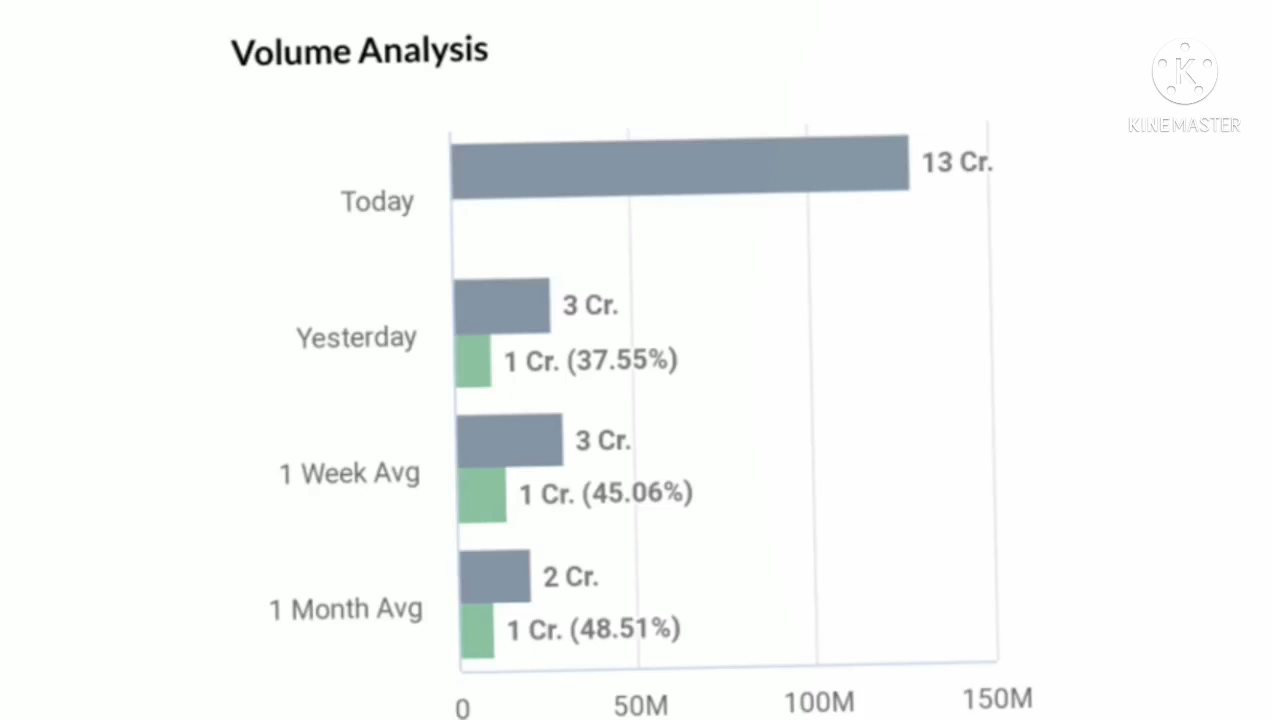 Volume Analysis
KINEMASTER
Today
13 Cr.
Yesterday
3 Cr.
1 Cr. (37.55%)
1 Week Avg
3 Cr.
1 Cr. (45.06%)
1 Month Avg
2 Cr.
1 Cr. (48.51%)
0 50M 100M 150M